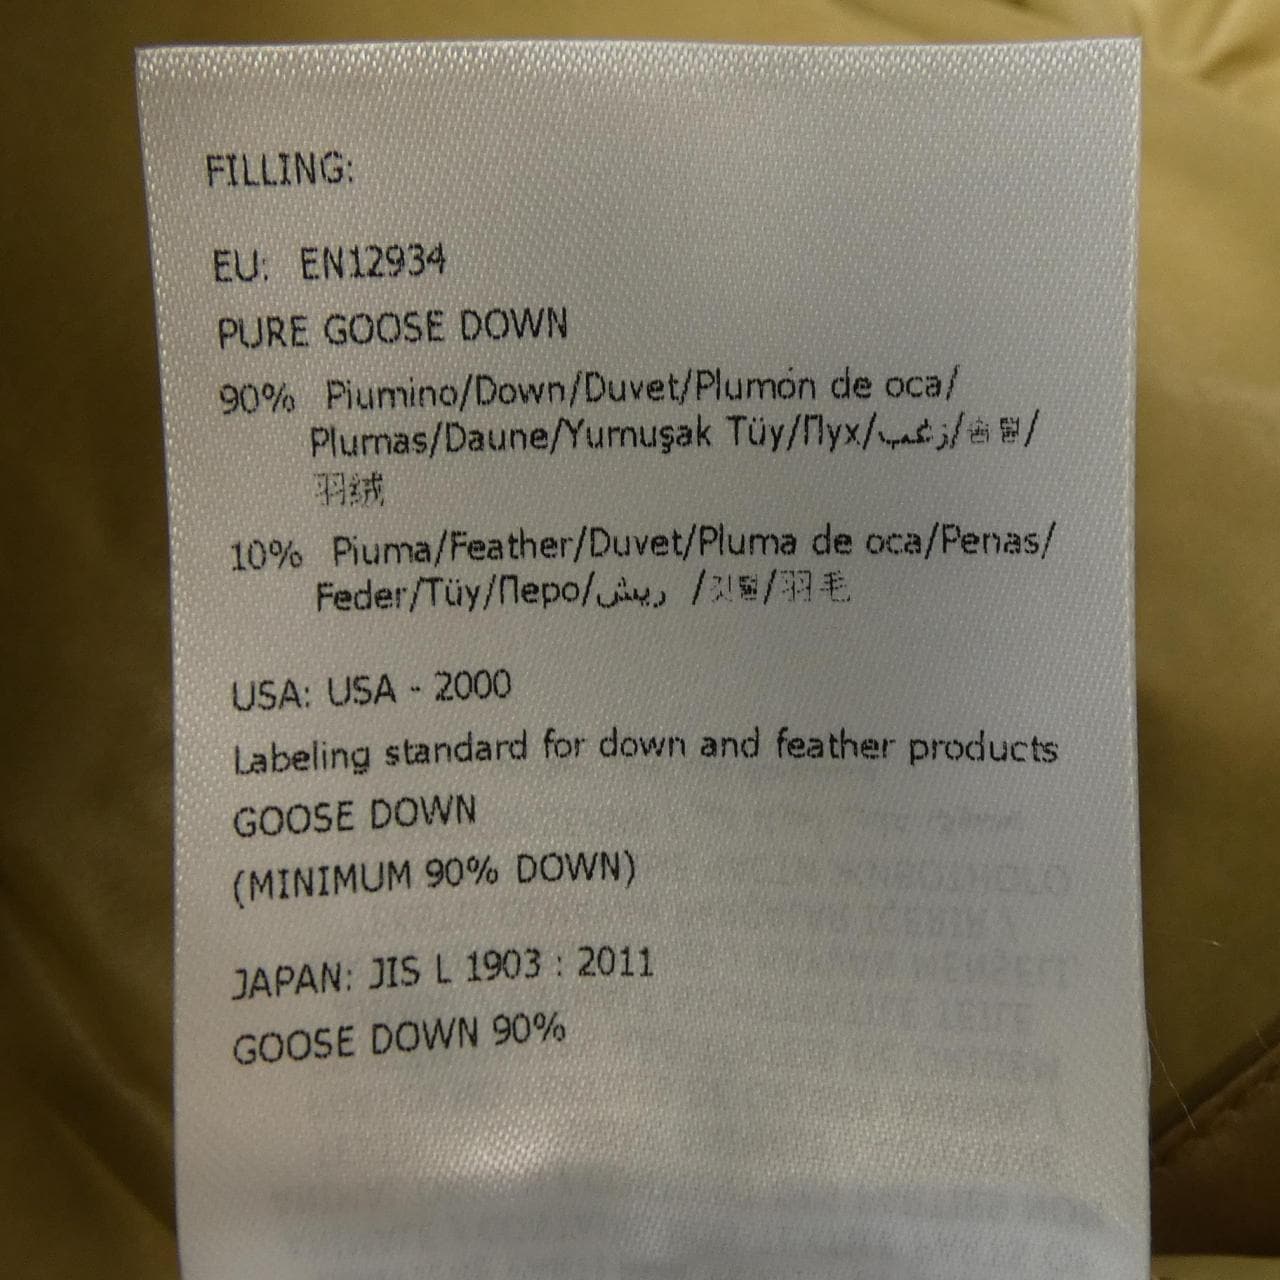 FILLING:
EU: EN12934
PURE GOOSE DOWN
90% Piumino/Down/Duvet/Plumón de oca/
Plumas/Daune/Yumuşak Tüy/Пух/زغب/솜털/
羽绒
10% Piuma/Feather/Duvet/Pluma de oca/Penas/
Feder/Tüy/Перо/ريش /깃털/羽毛
USA: USA - 2000
Labeling standard for down and feather products
GOOSE DOWN
(MINIMUM 90% DOWN)
JAPAN: JIS L 1903 : 2011
GOOSE DOWN 90%